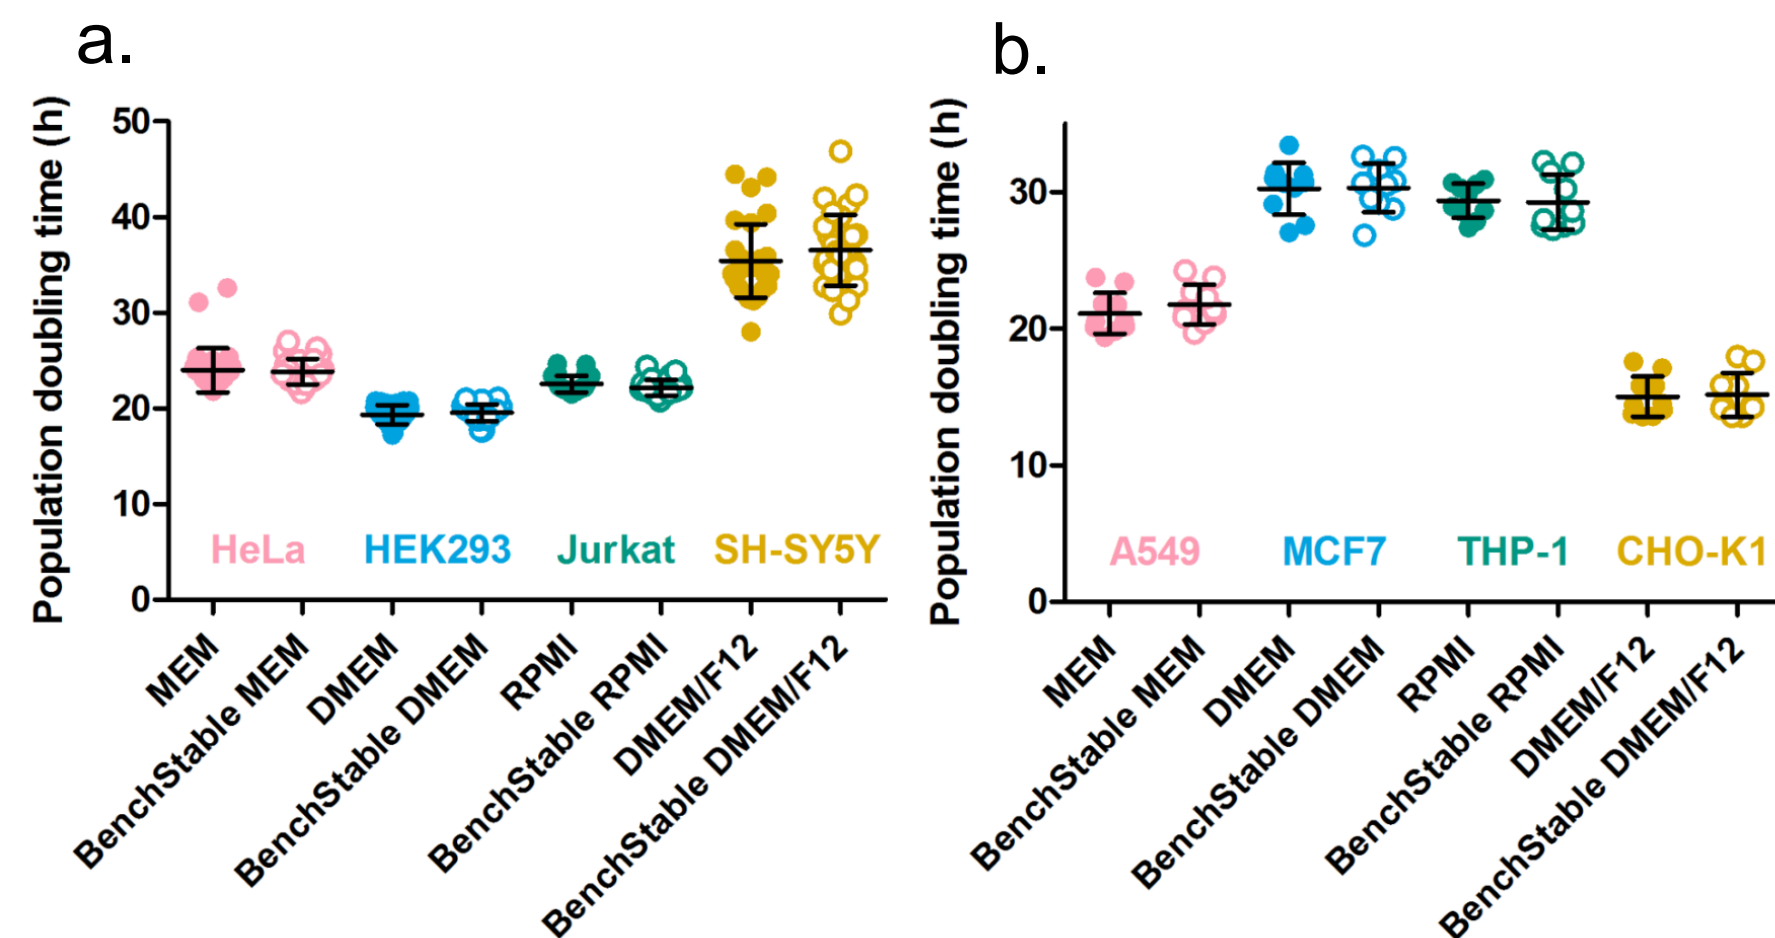 a.
Population doubling time (h)
50
40
30
20
10
0
HeLa
HEK293
Jurkat
SH-SY5Y
MEM
BenchStable MEM
DMEM
BenchStable DMEM
RPMI
BenchStable RPMI
DMEM/F12
BenchStable DMEM/F12
b.
Population doubling time (h)
30
20
10
0
A549
MCF7
THP-1
CHO-K1
MEM
BenchStable MEM
DMEM
BenchStable DMEM
RPMI
BenchStable RPMI
DMEM/F12
BenchStable DMEM/F12